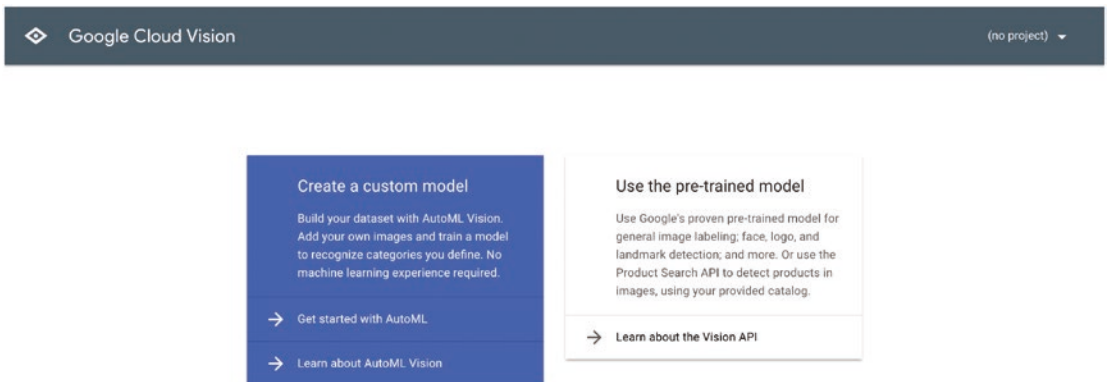 Google Cloud Vision
(no project)
Create a custom model
Build your dataset with AutoML Vision.
Add your own images and train a model
to recognize categories you define. No
machine learning experience required.
Get started with AutoML
Learn about AutoML Vision
Use the pre-trained model
Use Google's proven pre-trained model for
general image labeling; face, logo, and
landmark detection; and more. Or use the
Product Search API to detect products in
images, using your provided catalog.
Learn about the Vision API